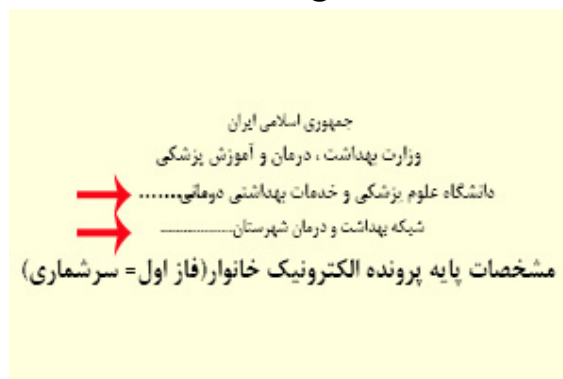 جمهوری اسلامی ایران
وزارت بهداشت ، درمان و آموزش پزشکی
دانشگاه علوم پزشکی و خدمات بهداشتی درمانی.......
شبکه بهداشت و درمان شهرستان....................
مشخصات پایه پرونده الکترونیک خانوار(فاز اول= سرشماری)